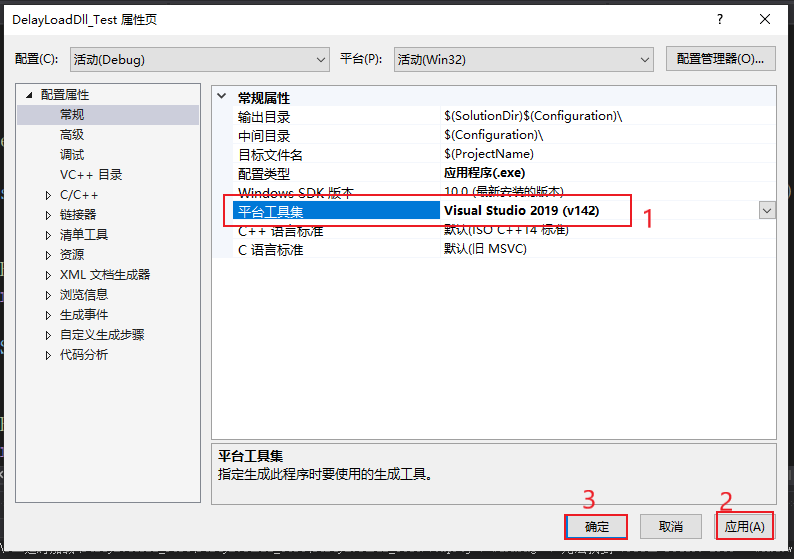 DelayLoadDll_Test 属性页
配置(C):
活动(Debug)
平台(P):
活动(Win32)
配置管理器(O)...
配置属性
常规
高级
调试
VC++ 目录
C/C++
链接器
清单工具
资源
XML 文档生成器
浏览信息
生成事件
自定义生成步骤
代码分析
常规属性
输出目录 $(SolutionDir)$(Configuration)\
中间目录 $(Configuration)\
目标文件名 $(ProjectName)
配置类型 应用程序(.exe)
Windows SDK 版本 10.0 (最新安装的版本)
平台工具集 Visual Studio 2019 (v142)
1
C++ 语言标准 默认(ISO C++14 标准)
C 语言标准 默认(旧 MSVC)
平台工具集
指定生成此程序时要使用的生成工具。
3
2
确定
取消
应用(A)